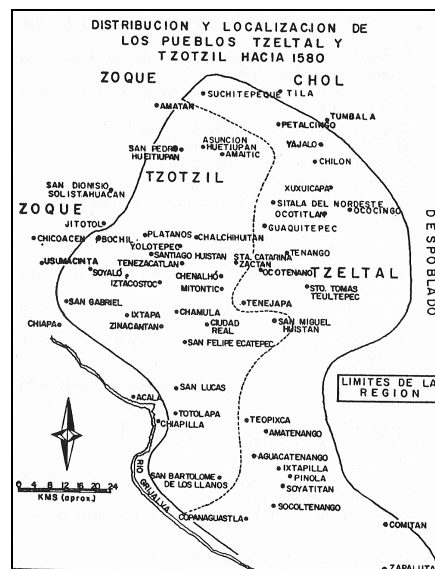 DISTRIBUCION Y LOCALIZACION DE
LOS PUEBLOS TZELTAL Y
TZOTZIL HACIA 1580
ZOQUE
CHOL
SUCHITEPEQUE
TILA
AMATAN
TUMBALA
PETALCINGO
ASUNCION
HUETIUPAN
YAJALO
SAN PEDRO
HUEITIUPAN
AMAITIC
CHILON
TZOTZIL
SAN DIONISIO
SOLISTAHUACAN
XUXUICAPA
ZOQUE
SITALA DEL NORDESTE
OCOTITLAN
OCOCINGO
JITOTOL
GUAQUITEPEC
DESPOBLADO
CHICOACEN
BOCHIL
PLATANOS
CHALCHIHUITAN
YOLOTEPEC
SANTIAGO HUISTAN
STA. CATARINA
ZACTAN
TENANGO
USUMACINTA
TENEZACATLAN
SOYALÓ
OCOTENANO
TZELTAL
CHENALHÓ
IZTACOSTOC
MITONTIC
STO. TOMAS
TEULTEPEC
SAN GABRIEL
TENEJAPA
IXTAPA
CHAMULA
CHIAPA
ZINACANTAN
CIUDAD
REAL
SAN MIGUEL
HUISTAN
SAN FELIPE ECATEPEC
LIMITES DE LA
REGION
SAN LUCAS
ACALA
TOTOLAPA
CHIAPILLA
TEOPIXCA
AMATENANGO
AGUACATENANGO
RIO GRIJALVA
SAN BARTOLOME
DE LOS LLANOS
IXTAPILLA
PINOLA
SOYATITAN
0 4 8 12 16 20 24
KMS (aprox.)
SOCOLTENANGO
COPANAGUASTLA
COMITAN
ZAPALUTA